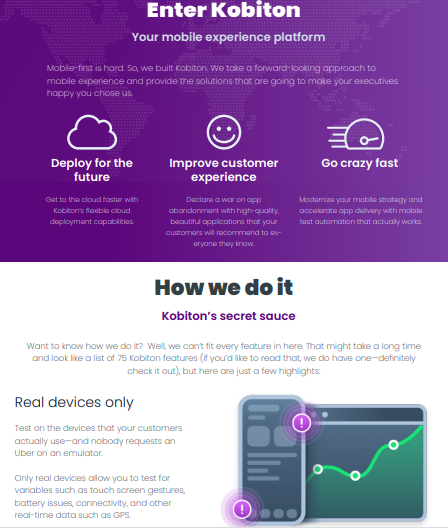 Enter Kobiton
Your mobile experience platform
Mobile-first is hard. So, we built Kobiton. We take a forward-looking approach to
mobile experience and provide the solutions that are going to make your executives
happy you chose us.
Deploy for the
future
Get to the cloud faster with
Kobiton's flexible cloud
deployment capabilities.
Improve customer
experience
Declare a war on app
abandonment with high-quality,
beautiful applications that your
customers will recommend to ev-
eryone they know.
Go crazy fast
Modernize your mobile strategy and
accelerate app delivery with mobile
test automation that actually works.
How we do it
Kobiton's secret sauce
Want to know how we do it? Well, we can't fit every feature in here. That might take a long time
and look like a list of 75 Kobiton features (if you'd like to read that, we do have one—definitely
check it out), but here are just a few highlights:
Real devices only
Test on the devices that your customers
actually use—and nobody requests an
Uber on an emulator.
Only real devices allow you to test for
variables such as touch screen gestures,
battery issues, connectivity, and other
real-time data such as GPS.
!
!